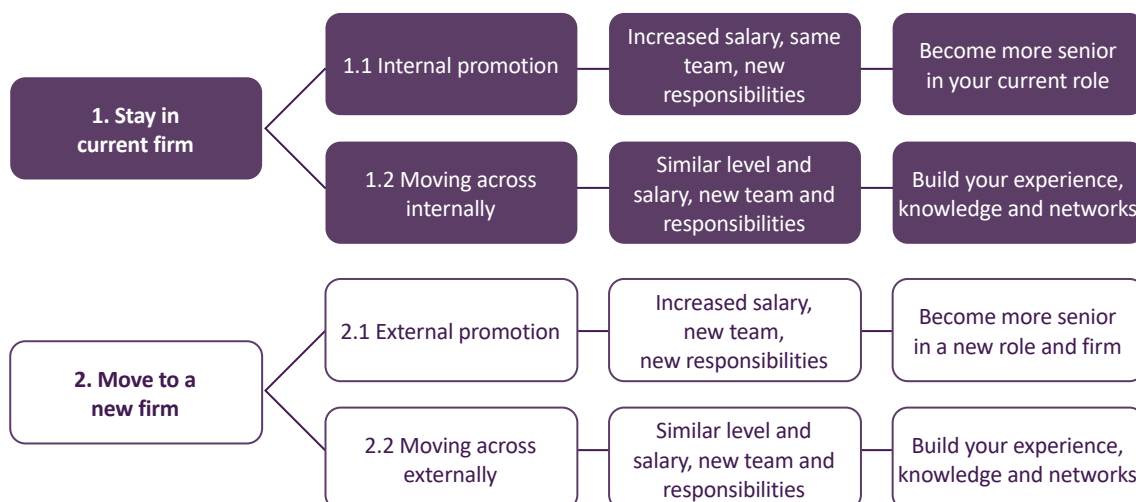 1. Stay in
current firm
1.1 Internal promotion
Increased salary, same
team, new
responsibilities
Become more senior
in your current role
1.2 Moving across
internally
Similar level and
salary, new team and
responsibilities
Build your experience,
knowledge and networks
2. Move to a
new firm
2.1 External promotion
Increased salary,
new team,
new responsibilities
Become more senior
in a new role and firm
2.2 Moving across
externally
Similar level and
salary, new team and
responsibilities
Build your experience,
knowledge and networks